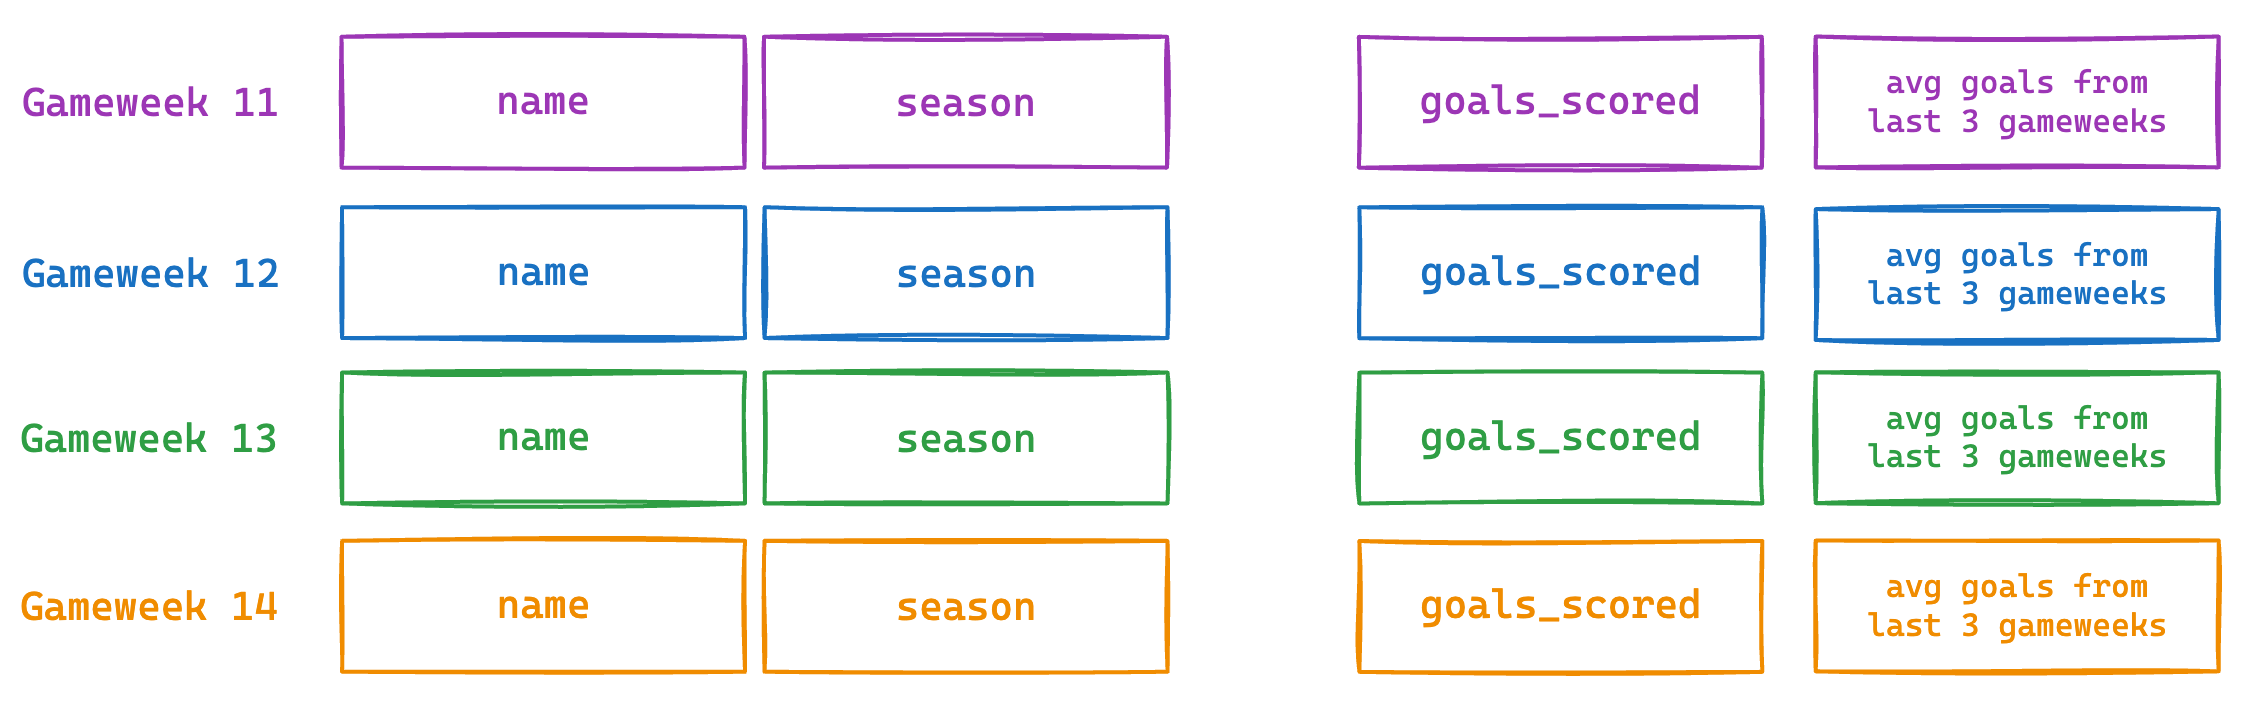 Gameweek 11
name
season
goals_scored
avg goals from
last 3 gameweeks
Gameweek 12
name
season
goals_scored
avg goals from
last 3 gameweeks
Gameweek 13
name
season
goals_scored
avg goals from
last 3 gameweeks
Gameweek 14
name
season
goals_scored
avg goals from
last 3 gameweeks